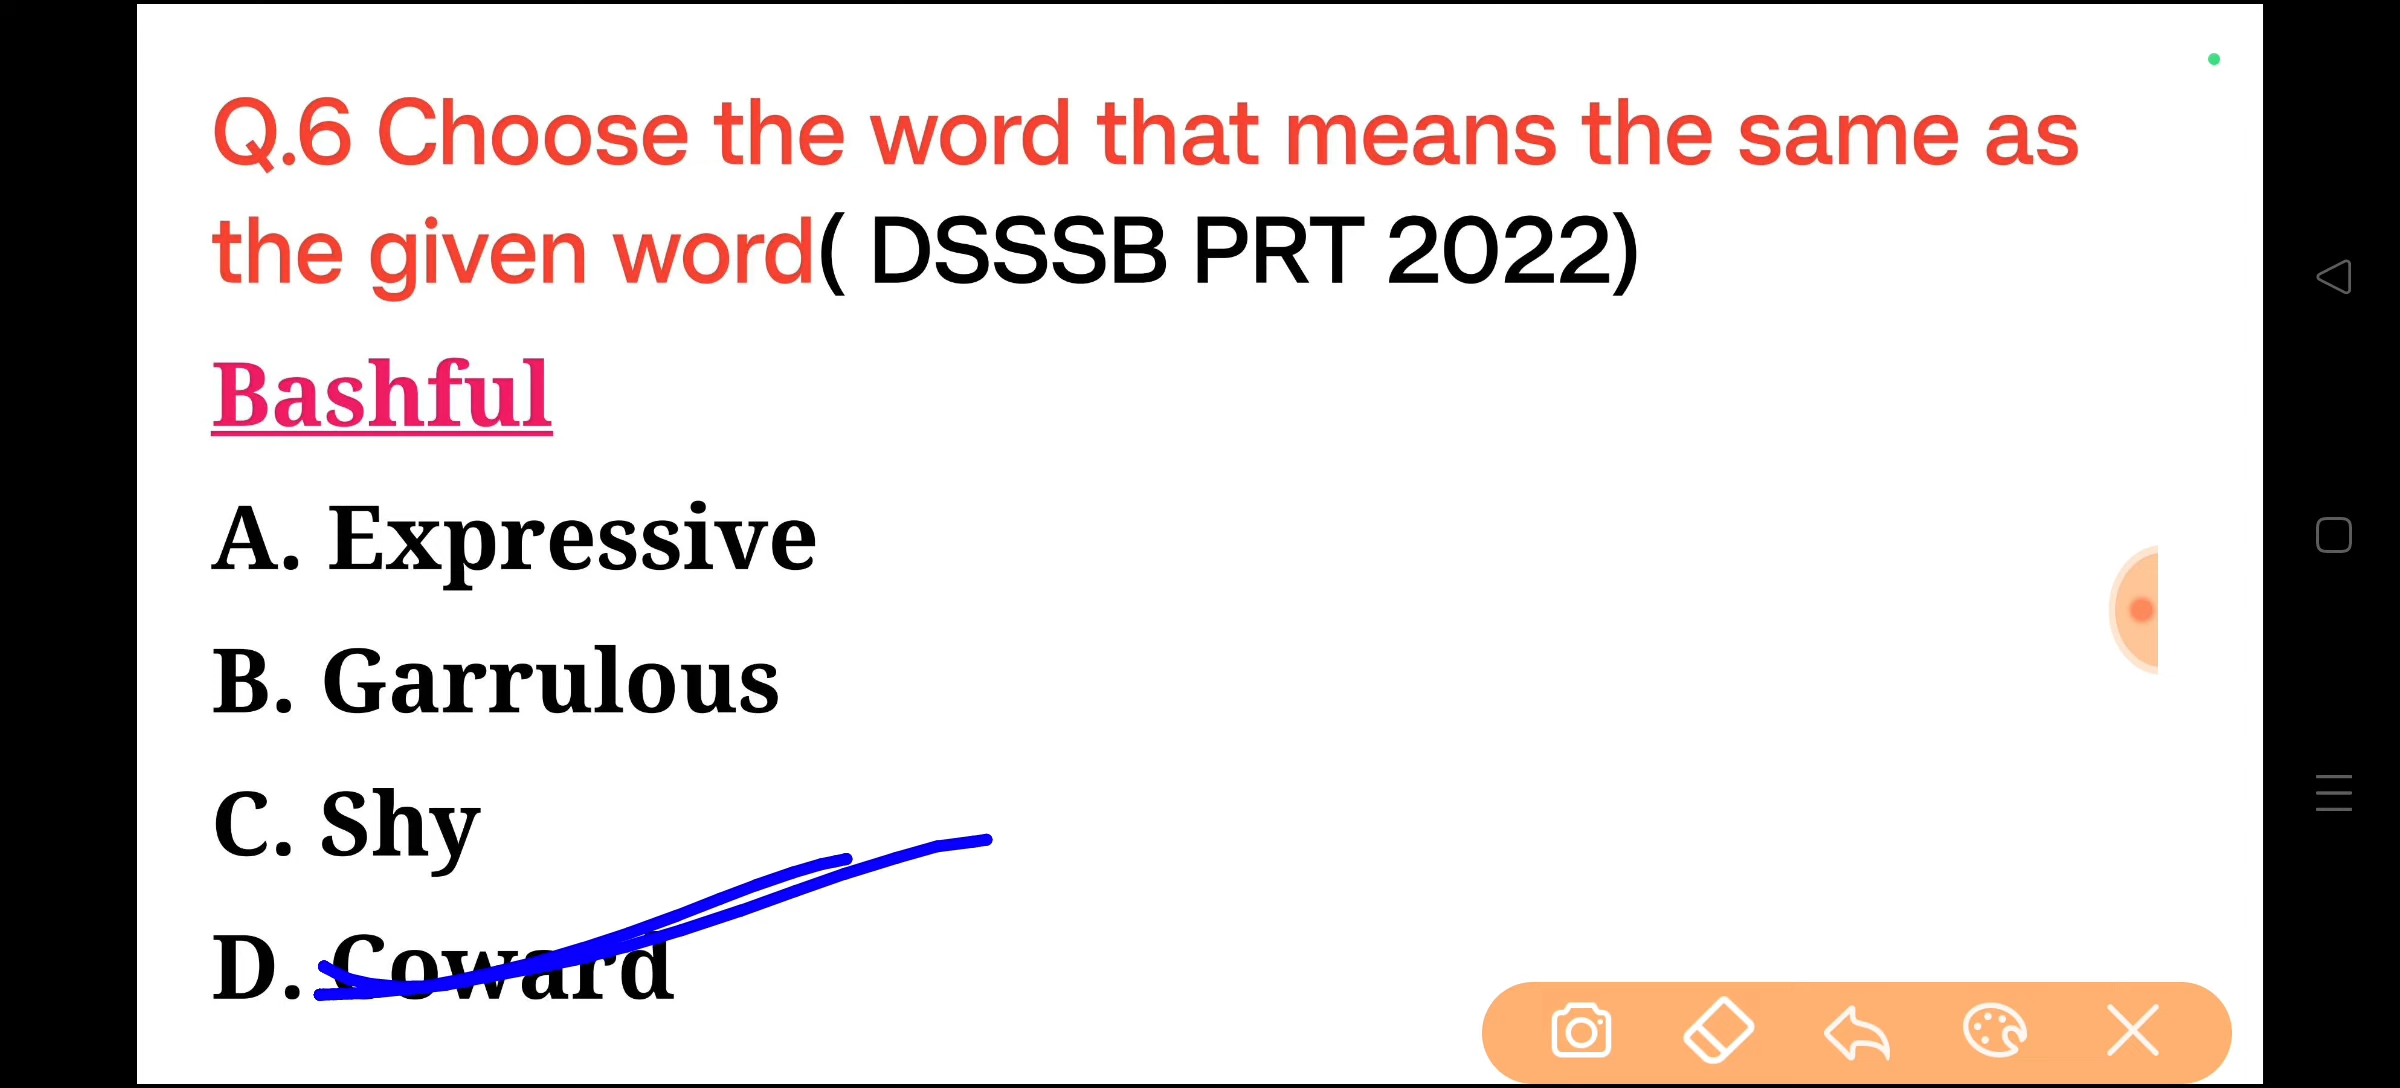 Q.6 Choose the word that means the same as
the given word( DSSSB PRT 2022)
Bashful
A. Expressive
B. Garrulous
C. Shy
D. Coward